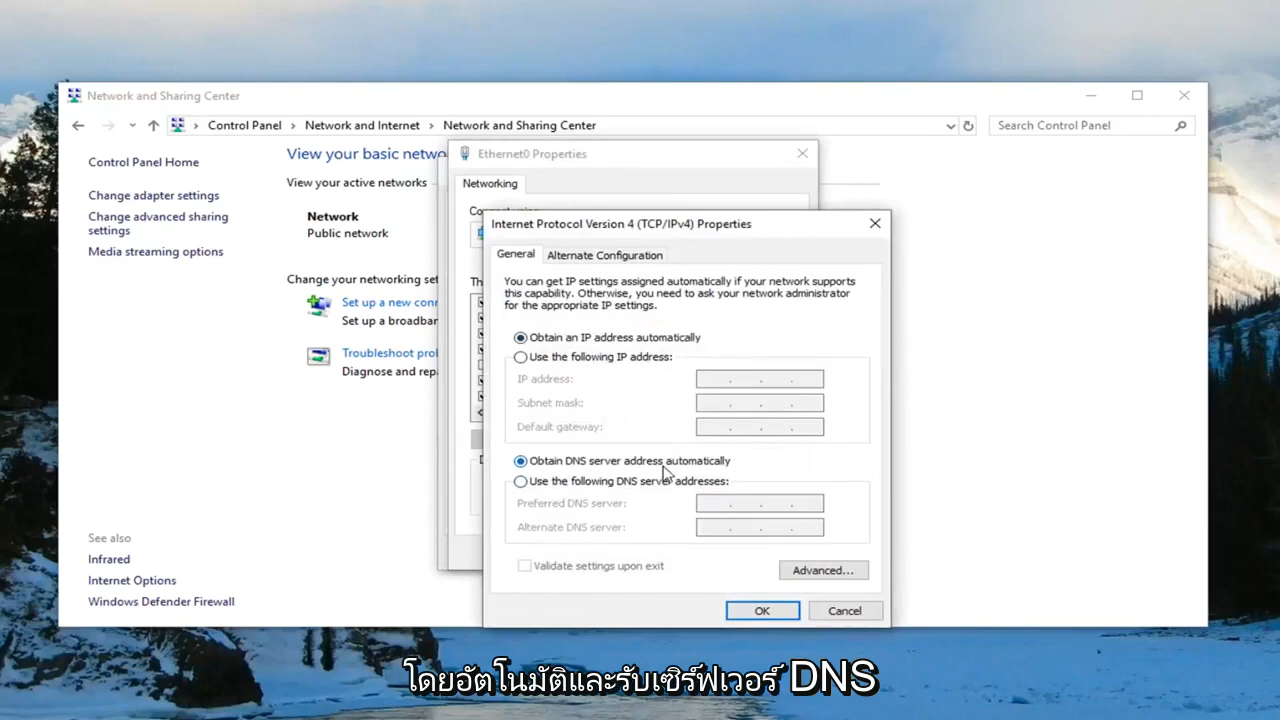 Network and Sharing Center
Control Panel
Network and Internet
Network and Sharing Center
Search Control Panel
Control Panel Home
Change adapter settings
Change advanced sharing
settings
Media streaming options
See also
Infrared
Internet Options
Windows Defender Firewall
View your basic netwo
View your active networks
Network
Public network
Change your networking set
Set up a new conn
Set up a broadbar
Troubleshoot prol
Diagnose and repa
Ethernet0 Properties
Networking
Internet Protocol Version 4 (TCP/IPv4) Properties
General
Alternate Configuration
You can get IP settings assigned automatically if your network supports
this capability. Otherwise, you need to ask your network administrator
for the appropriate IP settings.
Obtain an IP address automatically
Use the following IP address:
IP address:
Subnet mask:
Default gateway:
Obtain DNS server address automatically
Use the following DNS server addresses:
Preferred DNS server:
Alternate DNS server:
Validate settings upon exit
Advanced...
OK
Cancel
โดยอัตโนมัติและรับเซิร์ฟเวอร์ DNS